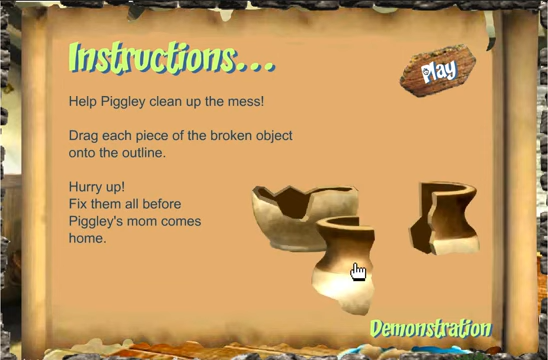 Instructions...
Play
Help Piggley clean up the mess!
Drag each piece of the broken object
onto the outline.
Hurry up!
Fix them all before
Piggley's mom comes
home.
Demonstration